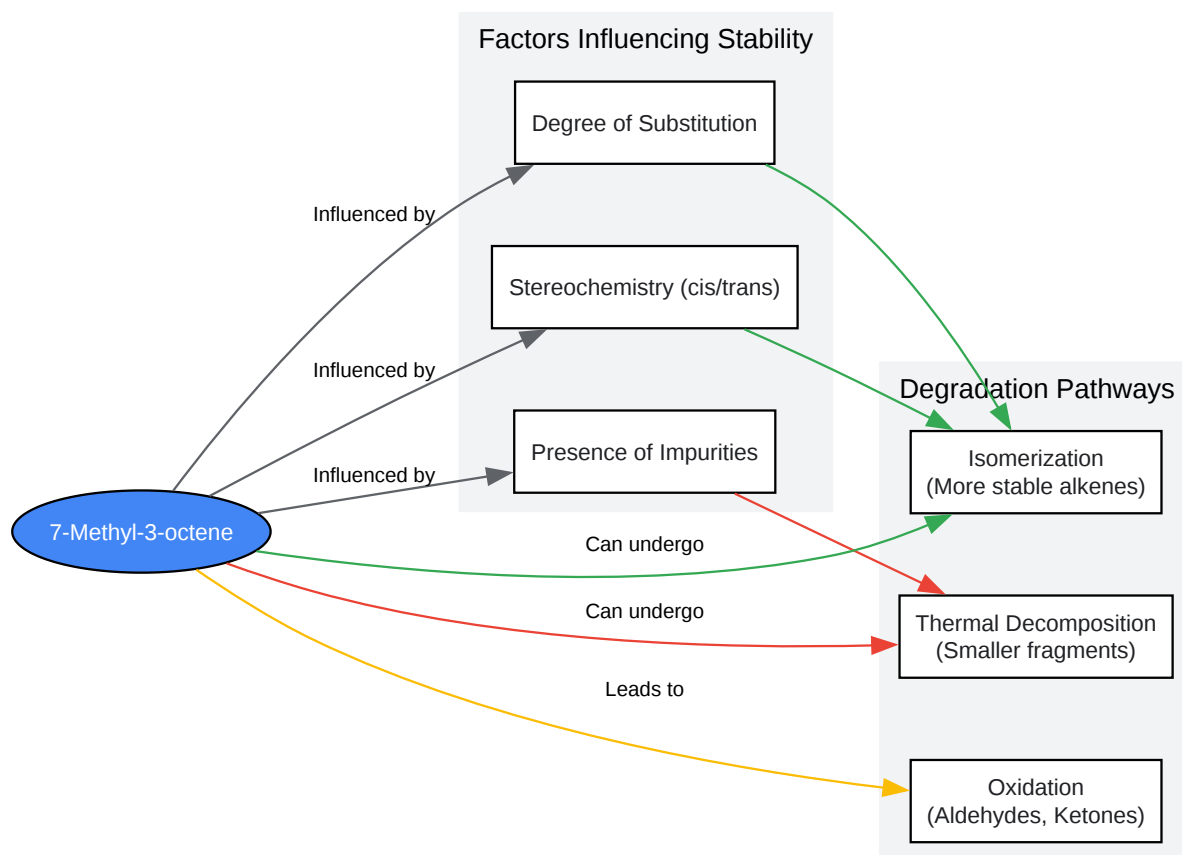 Factors Influencing Stability
Degree of Substitution
Influenced by
Stereochemistry (cis/trans)
Influenced by
Degradation Pathways
Presence of Impurities
Influenced by
Isomerization
(More stable alkenes)
7-Methyl-3-octene
Can undergo
Can undergo
Thermal Decomposition
(Smaller fragments)
Leads to
Oxidation
(Aldehydes, Ketones)